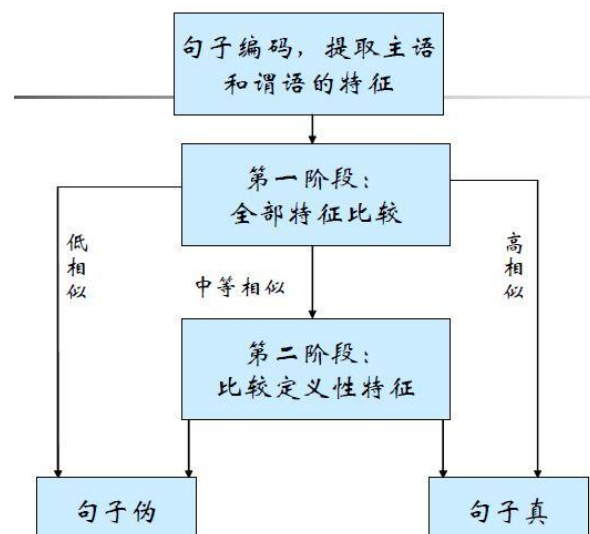 句子编码，提取主语
和谓语的特征
第一阶段：
全部特征比较
低相似
中等相似
高相似
第二阶段：
比较定义性特征
句子伪
句子真